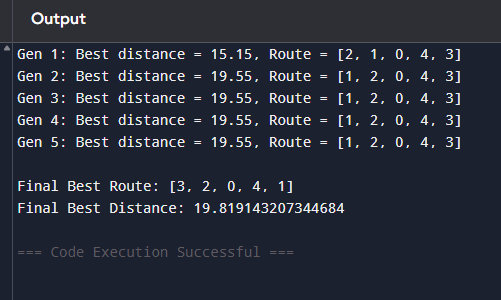 Output
Gen 1: Best distance = 15.15, Route = [2, 1, 0, 4, 3]
Gen 2: Best distance = 19.55, Route = [1, 2, 0, 4, 3]
Gen 3: Best distance = 19.55, Route = [1, 2, 0, 4, 3]
Gen 4: Best distance = 19.55, Route = [1, 2, 0, 4, 3]
Gen 5: Best distance = 19.55, Route = [1, 2, 0, 4, 3]
Final Best Route: [3, 2, 0, 4, 1]
Final Best Distance: 19.819143207344684
=== Code Execution Successful ===